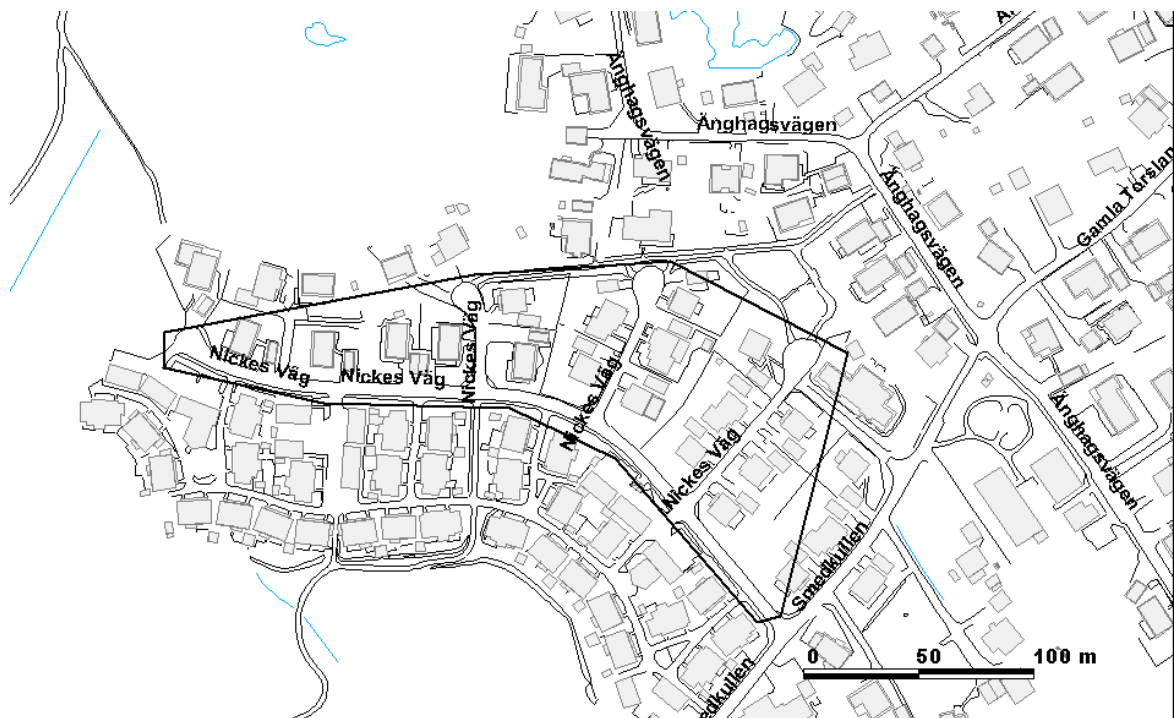 Änghagsvägen
Änghagsvägen
Änghagsvägen
Gamla Torslan
Nickes Väg
Nickes Väg
Nickes Väg
Nickes Väg
Nickes Väg
Änghagsvägen
Smedkullen
edkullen
0 50 100 m